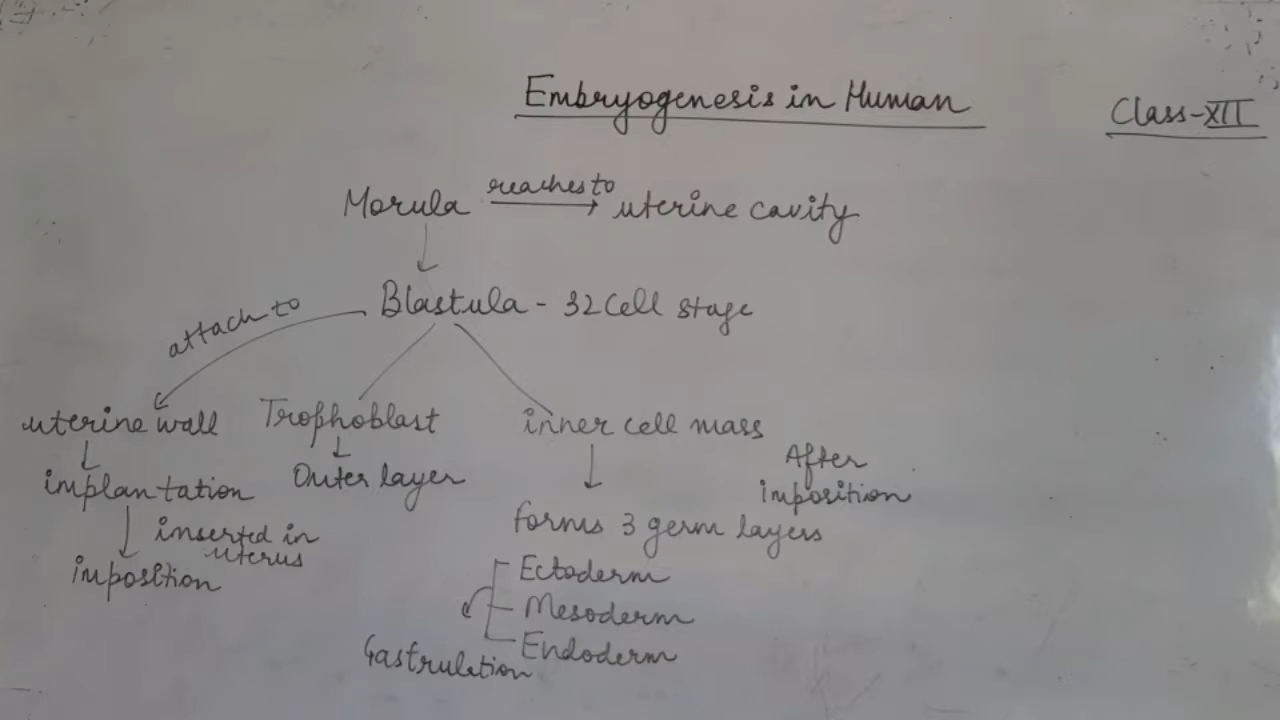 Embryogenesis in Human
Class-XII
Morula reaches to uterine cavity
Blastula - 32 Cell stage
attach to
uterine wall Trophoblast inner cell mass
After
imposition
implantation Outer layer
forms 3 germ layers
inserted in
uterus
imposition
Ectoderm
Mesoderm
Endoderm
Gastrulation